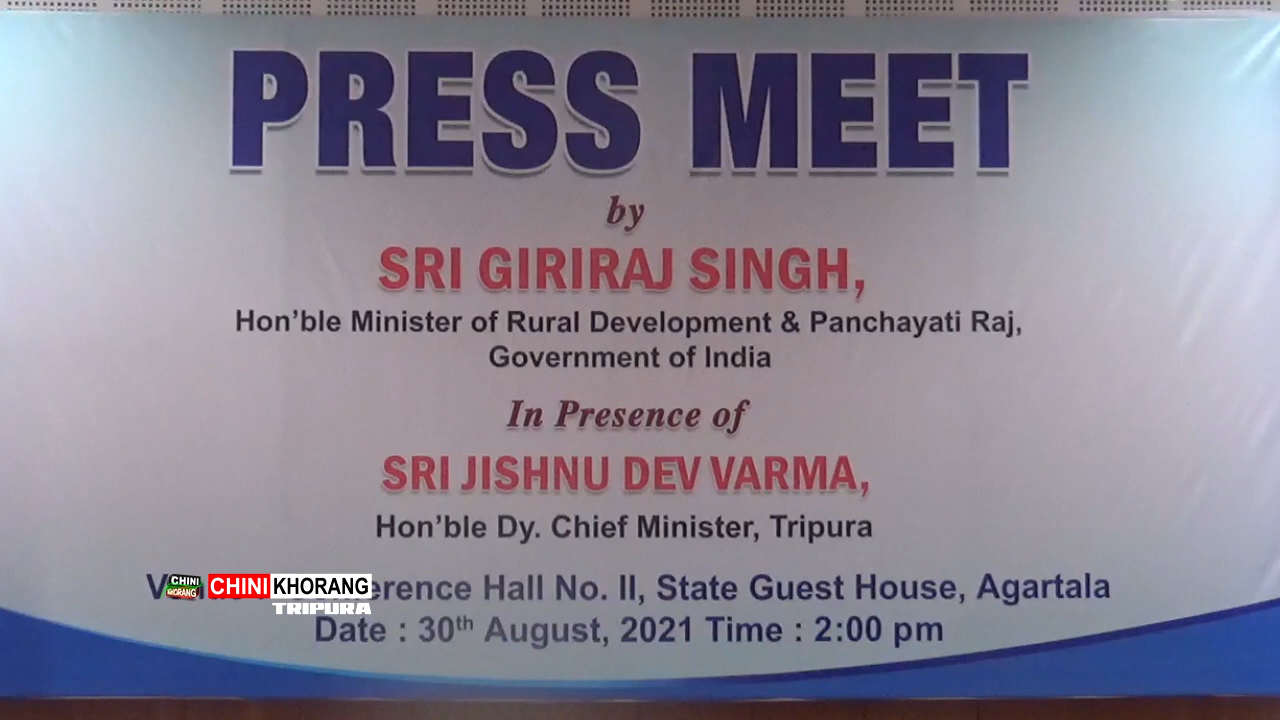 PRESS MEET
by
SRI GIRIRAJ SINGH,
Hon'ble Minister of Rural Development & Panchayati Raj,
Government of India
In Presence of
SRI JISHNU DEV VARMA,
Hon'ble Dy. Chief Minister, Tripura
Hall No. II, State Guest House, Agartala
CHINI KHORANG CHINI KHORANG
TRIPURA
Date : 30th August, 2021 Time : 2:00 pm